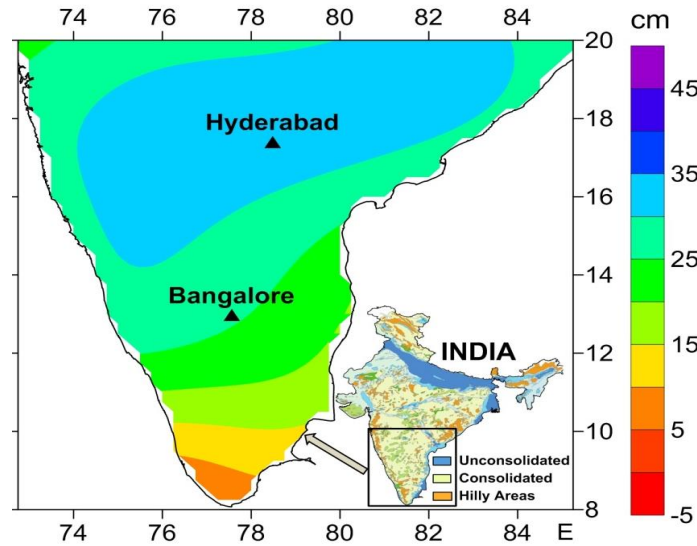 74 76 78 80 82 84
cm
20
18
16
14
12
10
8
45
35
25
15
5
-5
Hyderabad
Bangalore
INDIA
Unconsolidated
Consolidated
Hilly Areas
74 76 78 80 82 84 E